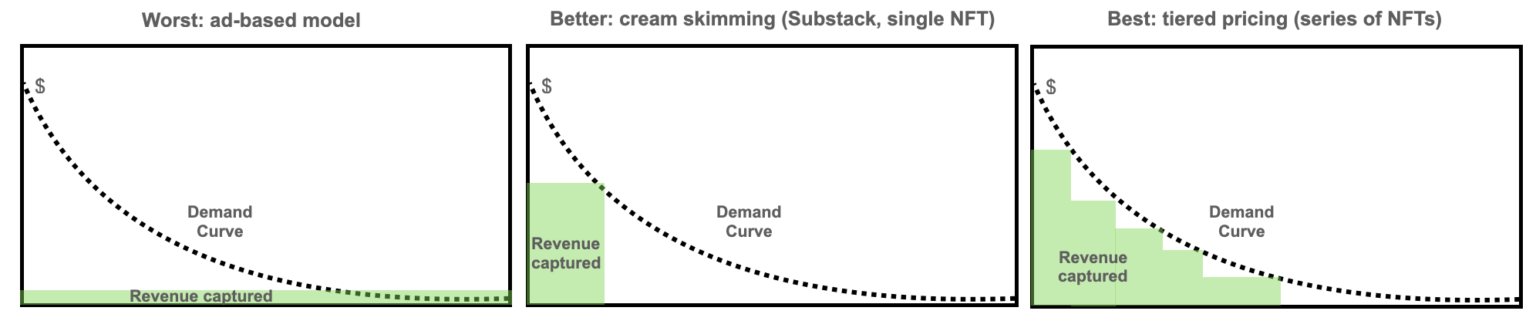 Worst: ad-based model
$
Demand
Curve
Revenue captured
Better: cream skimming (Substack, single NFT)
$
Demand
Curve
Revenue
captured
Best: tiered pricing (series of NFTs)
$
Demand
Curve
Revenue
captured